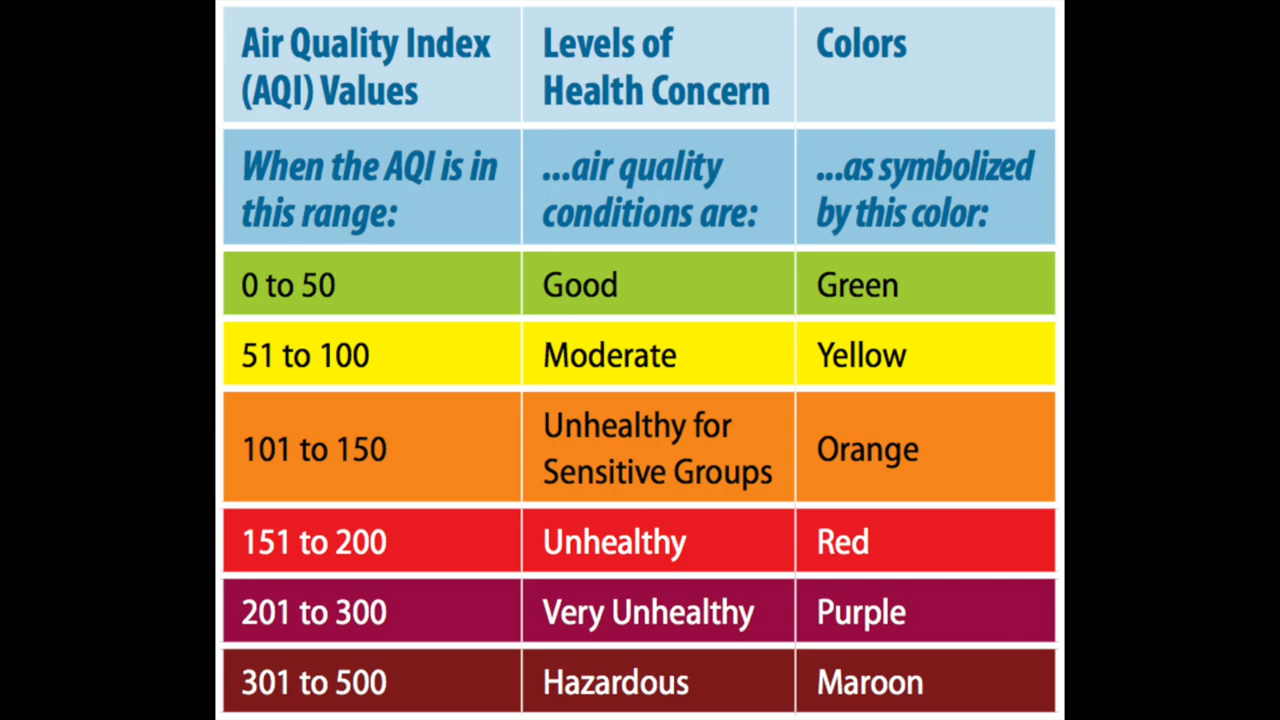 Air Quality Index
(AQI) Values
Levels of
Health Concern
Colors
When the AQI is in
this range:
...air quality
conditions are:
...as symbolized
by this color:
0 to 50
Good
Green
51 to 100
Moderate
Yellow
101 to 150
Unhealthy for
Sensitive Groups
Orange
151 to 200
Unhealthy
Red
201 to 300
Very Unhealthy
Purple
301 to 500
Hazardous
Maroon